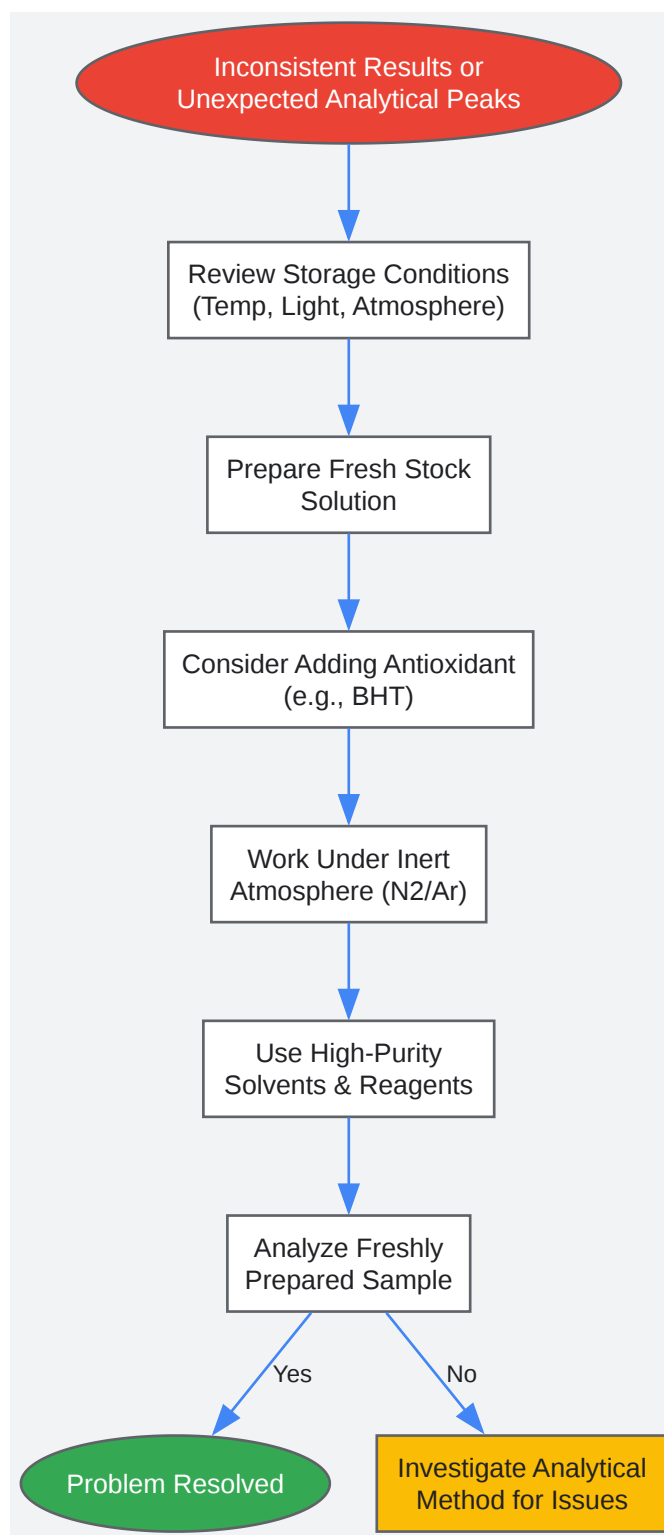 Inconsistent Results or
Unexpected Analytical Peaks
Review Storage Conditions
(Temp, Light, Atmosphere)
Prepare Fresh Stock
Solution
Consider Adding Antioxidant
(e.g., BHT)
Work Under Inert
Atmosphere (N2/Ar)
Use High-Purity
Solvents & Reagents
Analyze Freshly
Prepared Sample
Yes
No
Problem Resolved
Investigate Analytical
Method for Issues